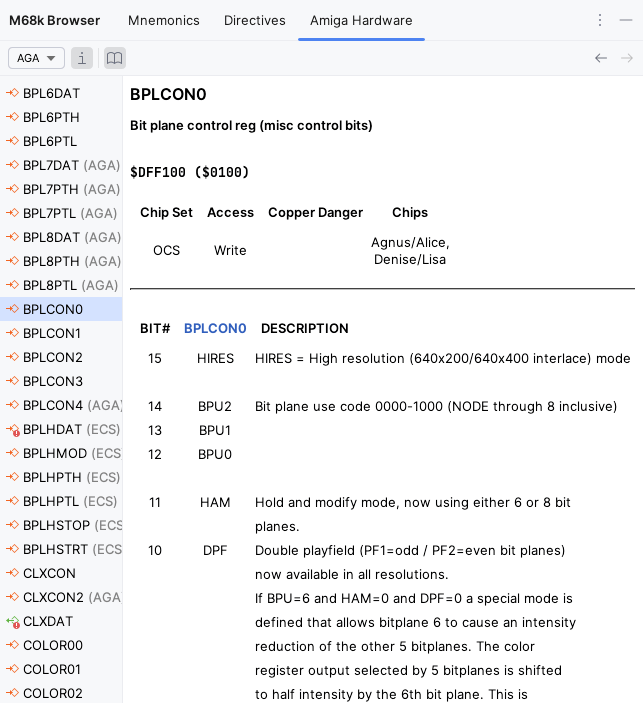 M68k Browser Mnemonics Directives Amiga Hardware
AGA
BPL6DAT
BPL6PTH
BPL6PTL
BPL7DAT (AGA)
BPL7PTH (AGA)
BPL7PTL (AGA)
BPL8DAT (AGA)
BPL8PTH (AGA)
BPL8PTL (AGA)
BPLCON0
BPLCON1
BPLCON2
BPLCON3
BPLCON4 (AGA)
BPLHDAT (ECS)
BPLHMOD (ECS
BPLHPTH (ECS)
BPLHPTL (ECS)
BPLHSTOP (ECS
BPLHSTRT (ECS
CLXCON
CLXCON2 (AGA
CLXDAT
COLOR00
COLOR01
COLOR02
BPLCON0
Bit plane control reg (misc control bits)
$DFF100 ($0100)
Chip Set Access Copper Danger Chips
OCS Write Agnus/Alice,
Denise/Lisa
BIT# BPLCON0 DESCRIPTION
15 HIRES HIRES = High resolution (640x200/640x400 interlace) mode
14 BPU2 Bit plane use code 0000-1000 (NODE through 8 inclusive)
13 BPU1
12 BPU0
11 HAM Hold and modify mode, now using either 6 or 8 bit
planes.
10 DPF Double playfield (PF1=odd / PF2=even bit planes)
now available in all resolutions.
If BPU=6 and HAM=0 and DPF=0 a special mode is
defined that allows bitplane 6 to cause an intensity
reduction of the other 5 bitplanes. The color
register output selected by 5 bitplanes is shifted
to half intensity by the 6th bit plane. This is